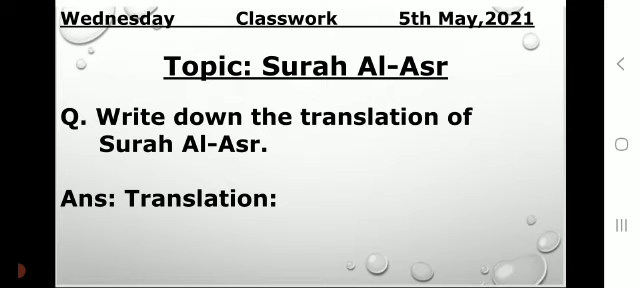 Wednesday Classwork 5th May,2021
Topic: Surah Al-Asr
Q. Write down the translation of
Surah Al-Asr.
Ans: Translation: